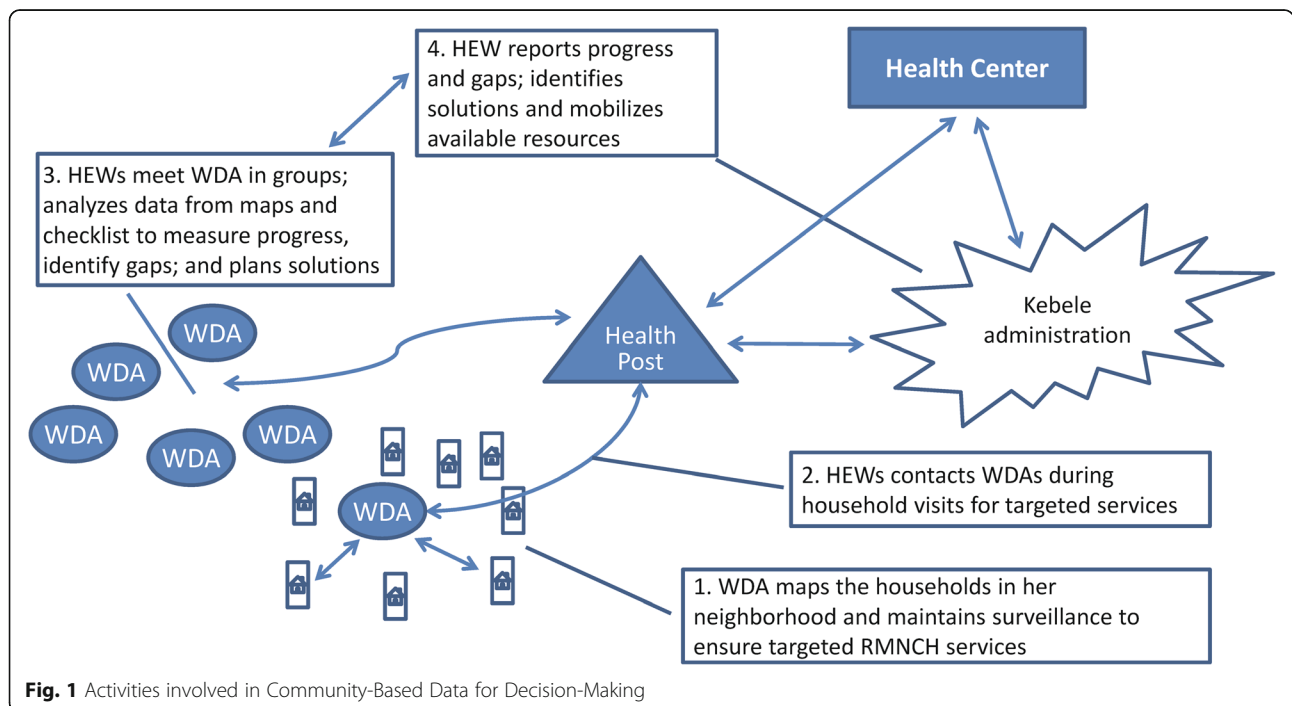 4. HEW reports progress
and gaps; identifies
solutions and mobilizes
available resources
Health Center
3. HEWs meet WDA in groups;
analyzes data from maps and
checklist to measure progress,
identify gaps; and plans solutions
Kebele
administration
Health
Post
WDA
WDA
WDA
WDA
WDA
WDA
2. HEWs contacts WDAs during
household visits for targeted services
1. WDA maps the households in her
neighborhood and maintains surveillance to
ensure targeted RMNCH services
Fig. 1 Activities involved in Community-Based Data for Decision-Making